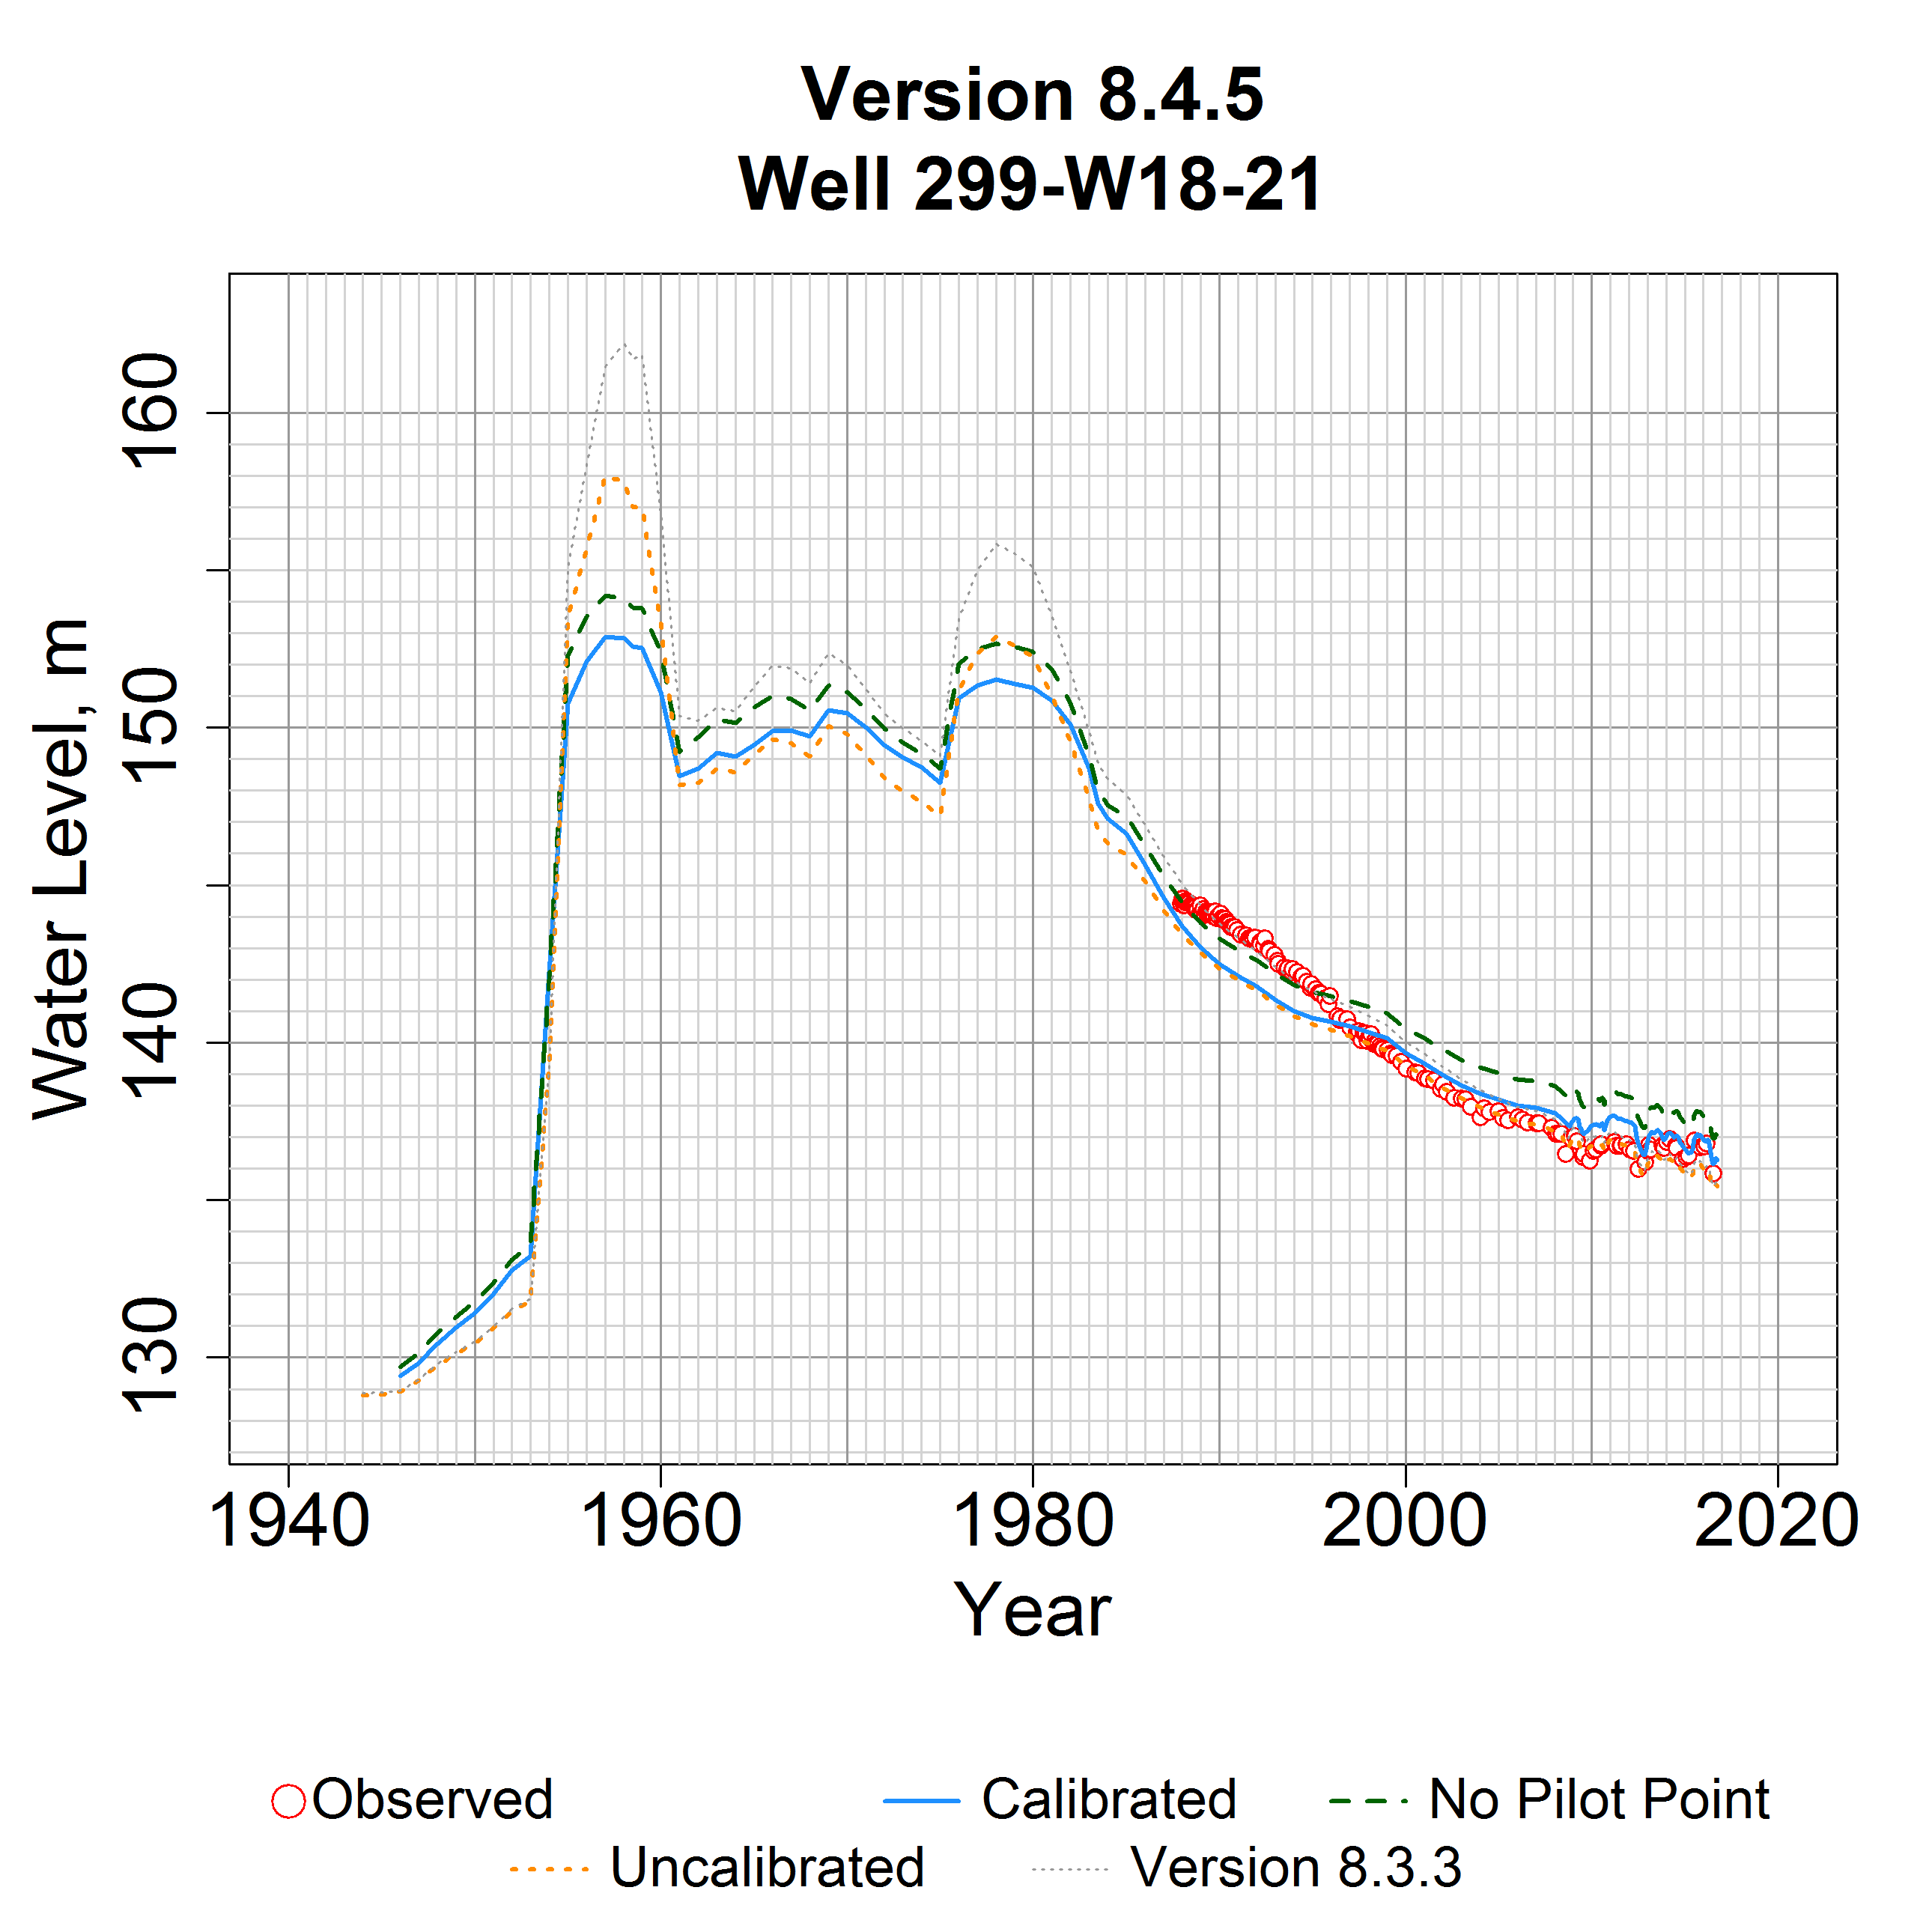 Version 8.4.5
Well 299-W18-21
Water Level, m
160
150
140
130
1940 1960 1980 2000 2020
Year
Observed Calibrated No Pilot Point
Uncalibrated Version 8.3.3